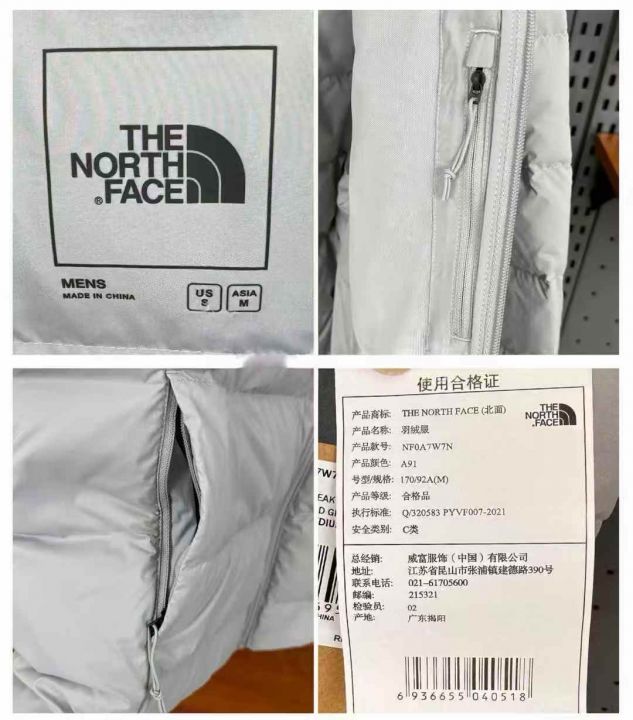 THE
NORTH
FACE
®
MENS
MADE IN CHINA
US
S
ASIA
M
使用合格证
产品商标: THE NORTH FACE (北面)
THE
NORTH
FACE
产品名称: 羽绒服
产品款号: NF0A7W7N
产品颜色: A91
号型/规格: 170/92A(M)
产品等级: 合格品
执行标准: Q/320583 PYVF007-2021
安全类别: C类
总经销: 威富服饰（中国）有限公司
地址: 江苏省昆山市张浦镇建德路390号
联系电话: 021-61705600
邮编: 215321
检验员: 02
产地: 广东揭阳
6 936655 040518